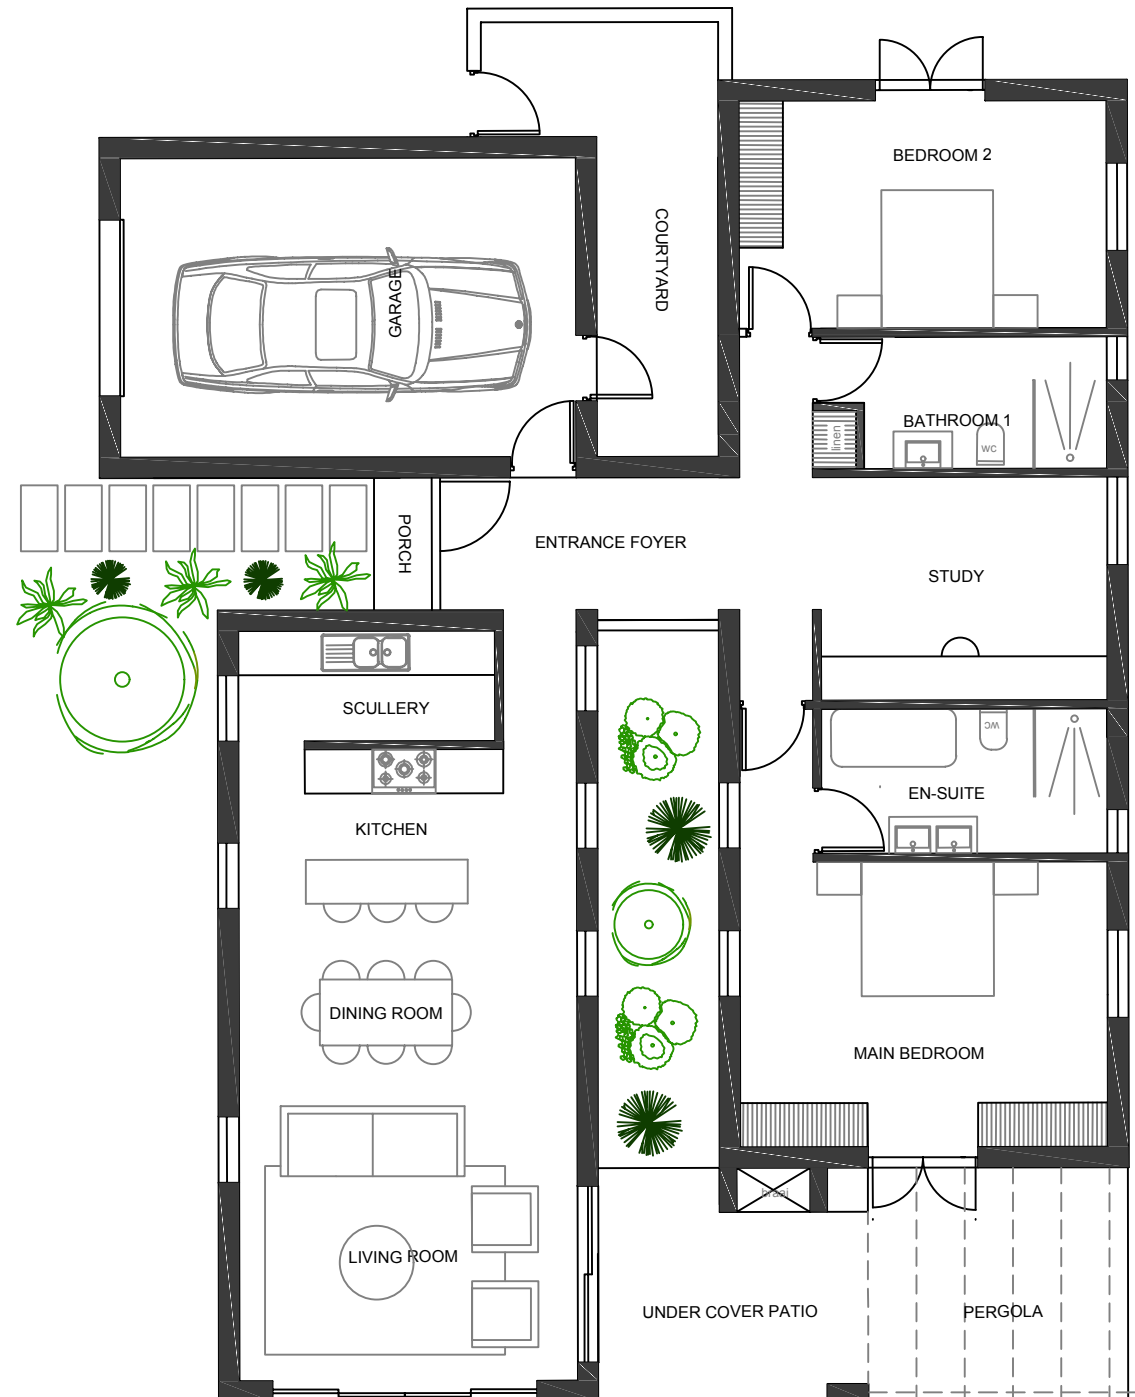 BEDROOM 2
COURTYARD
GARAGE
BATHROOM 1
linen
WC
PORCH
ENTRANCE FOYER
STUDY
SCULLERY
WC
EN-SUITE
KITCHEN
DINING ROOM
MAIN BEDROOM
braai
LIVING ROOM
UNDER COVER PATIO
PERGOLA